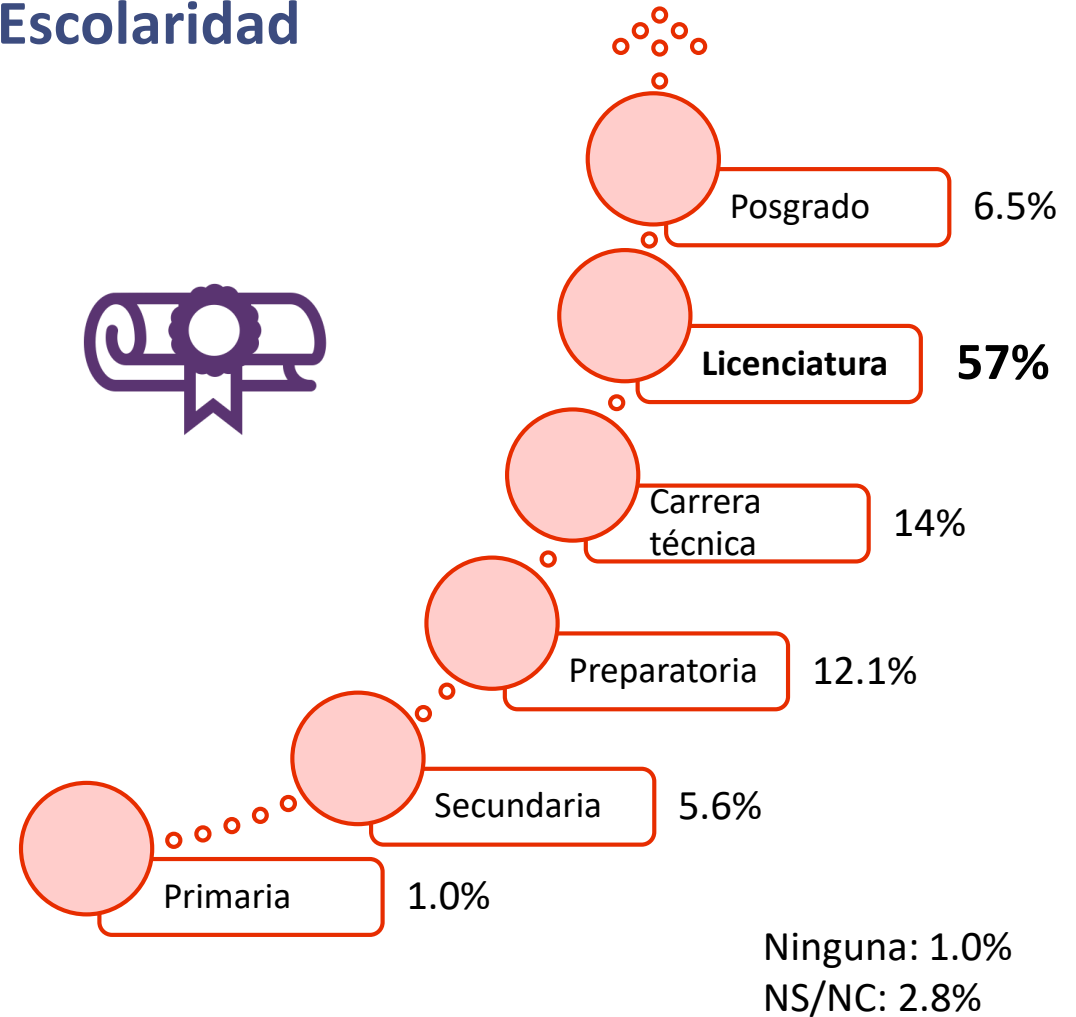 Escolaridad
Posgrado 6.5%
Licenciatura 57%
Carrera
técnica 14%
Preparatoria 12.1%
Secundaria 5.6%
Primaria 1.0%
Ninguna: 1.0%
NS/NC: 2.8%